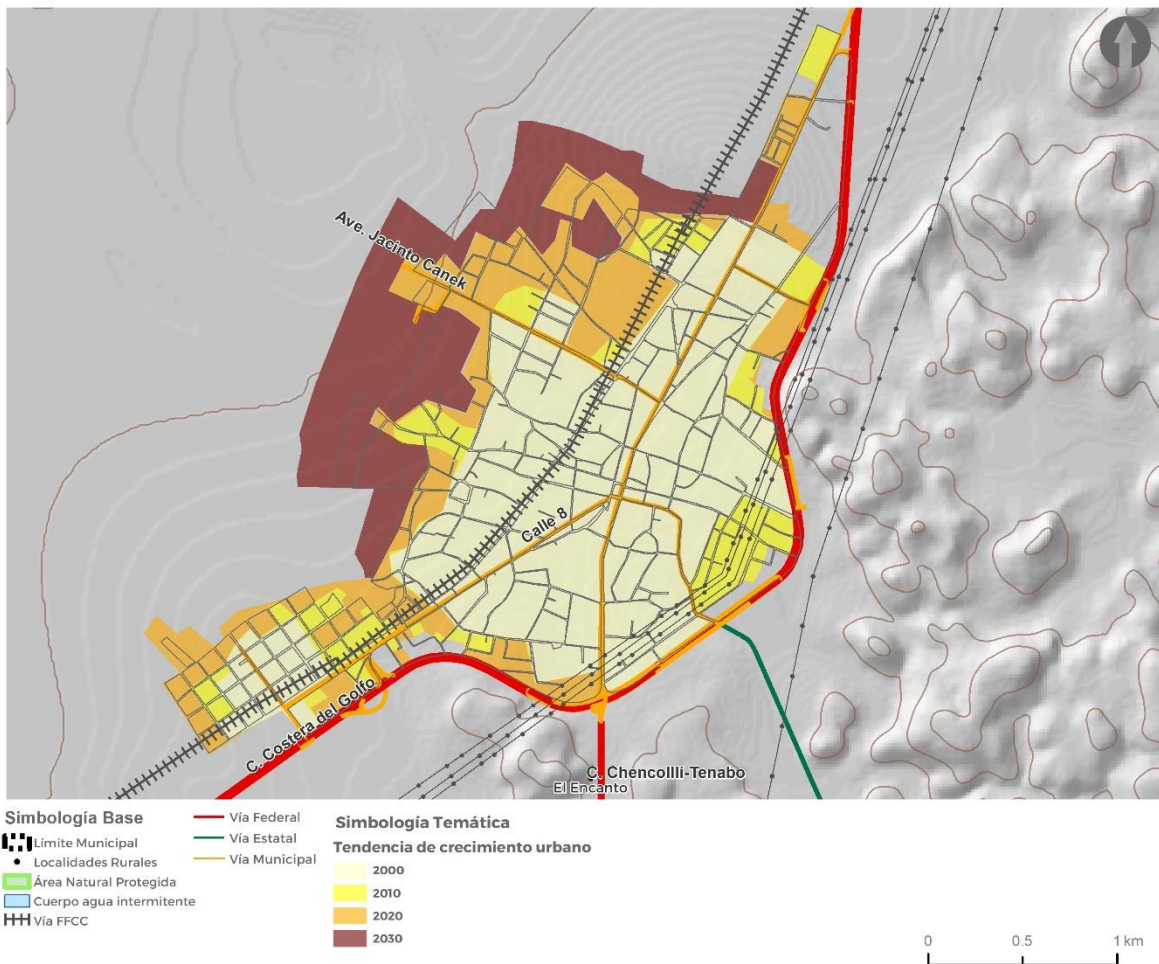 Ave. Jacinto Canek
Calle 8
C. Costera del Golfo
C. Chencolllí-Tenabo
El Encanto
Simbología Base
Límite Municipal
Localidades Rurales
Área Natural Protegida
Cuerpo agua intermitente
Vía FFCC
Vía Federal
Vía Estatal
Vía Municipal
Simbología Temática
Tendencia de crecimiento urbano
2000
2010
2020
2030
0 0.5 1 km